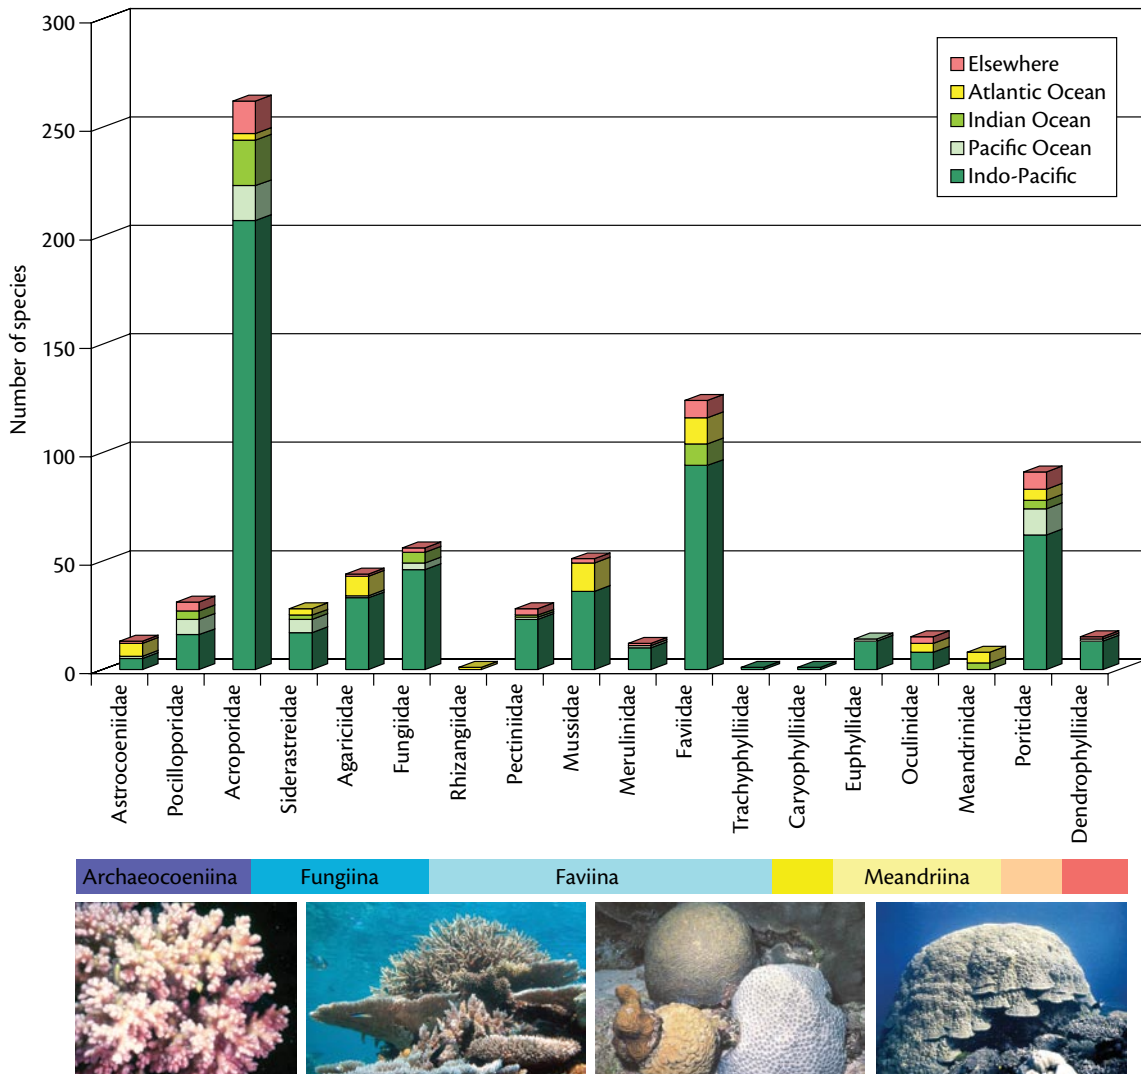 300
250
200
150
100
50
0
Number of species
Elsewhere
Atlantic Ocean
Indian Ocean
Pacific Ocean
Indo-Pacific
Astrocoeniidae
Pocilloporidae
Acroporidae
Siderastreidae
Agariciidae
Fungiidae
Rhizangiidae
Pectiniidae
Mussidae
Merulinidae
Faviidae
Trachyphylliidae
Caryophylliidae
Euphyllidae
Oculinidae
Meandrinidae
Poritidae
Dendrophylliidae
Archaeocoeniina
Fungiina
Faviina
Meandriina